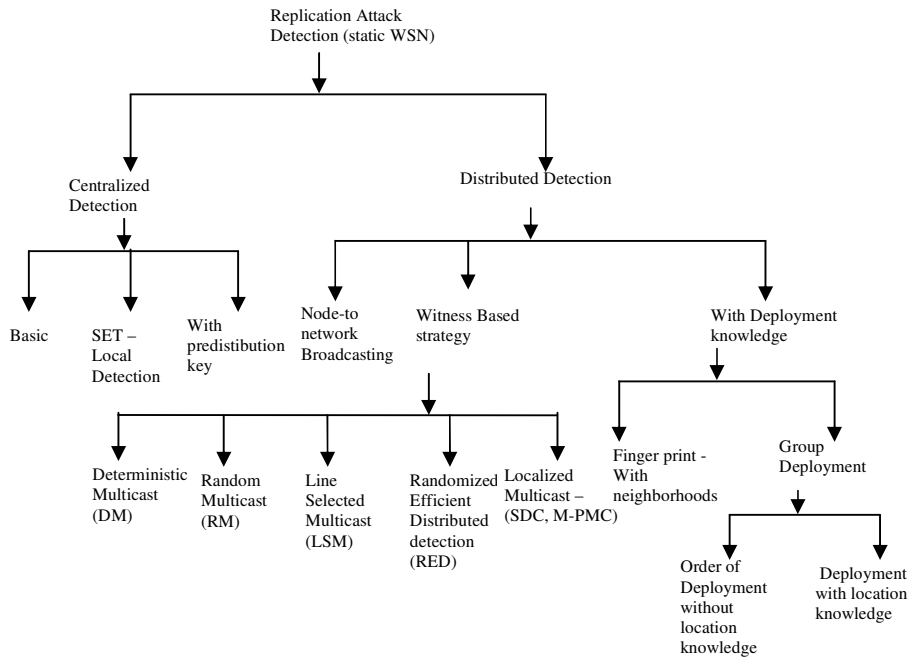 Replication Attack
Detection (static WSN)
Centralized
Detection
Distributed Detection
Basic
SET –
Local
Detection
With
predistibution
key
Node-to
network
Broadcasting
Witness Based
strategy
With Deployment
knowledge
Deterministic
Multicast
(DM)
Random
Multicast
(RM)
Line
Selected
Multicast
(LSM)
Randomized
Efficient
Distributed
detection
(RED)
Localized
Multicast –
(SDC, M-PMC)
Finger print -
With
neighborhoods
Group
Deployment
Order of
Deployment
without
location
knowledge
Deployment
with location
knowledge